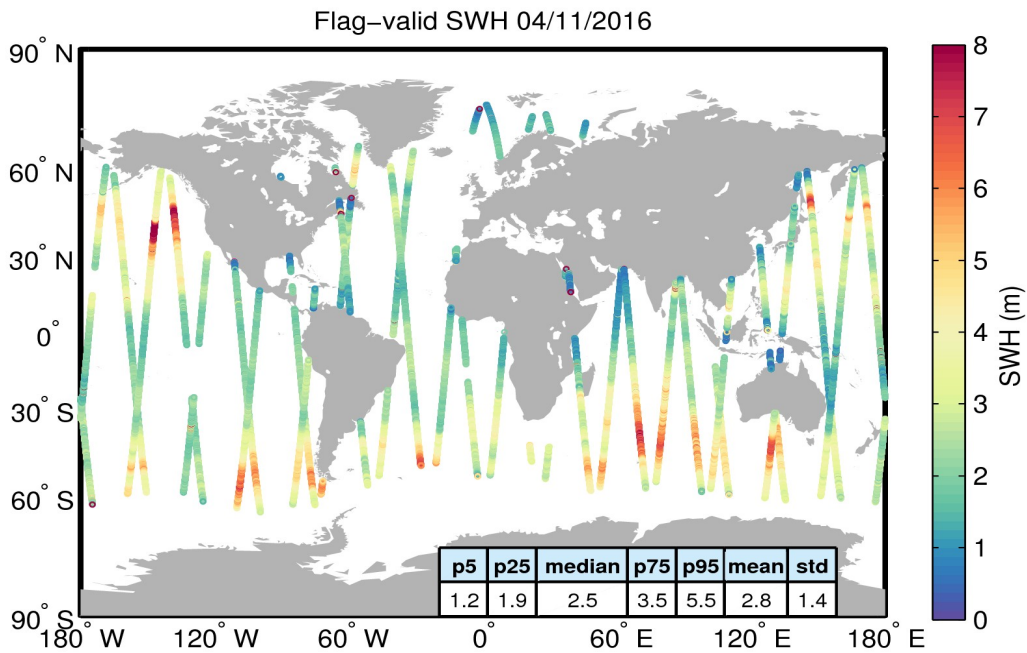 Flag−valid SWH 04/11/2016
90° N
60° N
30° N
0°
30° S
60° S
90° S
180° W
120° W
60° W
0°
60° E
120° E
180° E
p5 p25 median p75 p95 mean std
1.2 1.9 2.5 3.5 5.5 2.8 1.4
8
7
6
5
4
3
2
1
0
SWH (m)